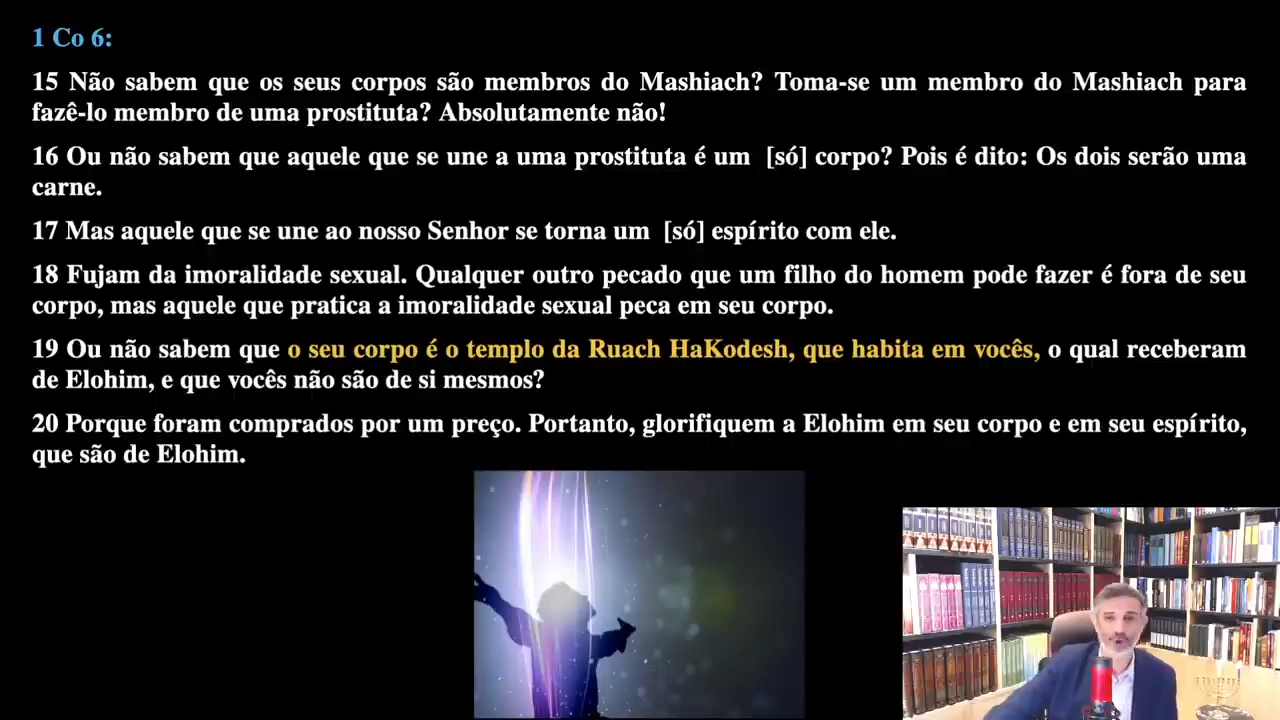 1 Co 6:
15 Não sabem que os seus corpos são membros do Mashiach? Toma-se um membro do Mashiach para
fazê-lo membro de uma prostituta? Absolutamente não!
16 Ou não sabem que aquele que se une a uma prostituta é um [só] corpo? Pois é dito: Os dois serão uma
carne.
17 Mas aquele que se une ao nosso Senhor se torna um [só] espírito com ele.
18 Fujam da imoralidade sexual. Qualquer outro pecado que um filho do homem pode fazer é fora de seu
corpo, mas aquele que pratica a imoralidade sexual peca em seu corpo.
19 Ou não sabem que o seu corpo é o templo da Ruach HaKodesh, que habita em vocês, o qual receberam
de Elohim, e que vocês não são de si mesmos?
20 Porque foram comprados por um preço. Portanto, glorifiquem a Elohim em seu corpo e em seu espírito,
que são de Elohim.